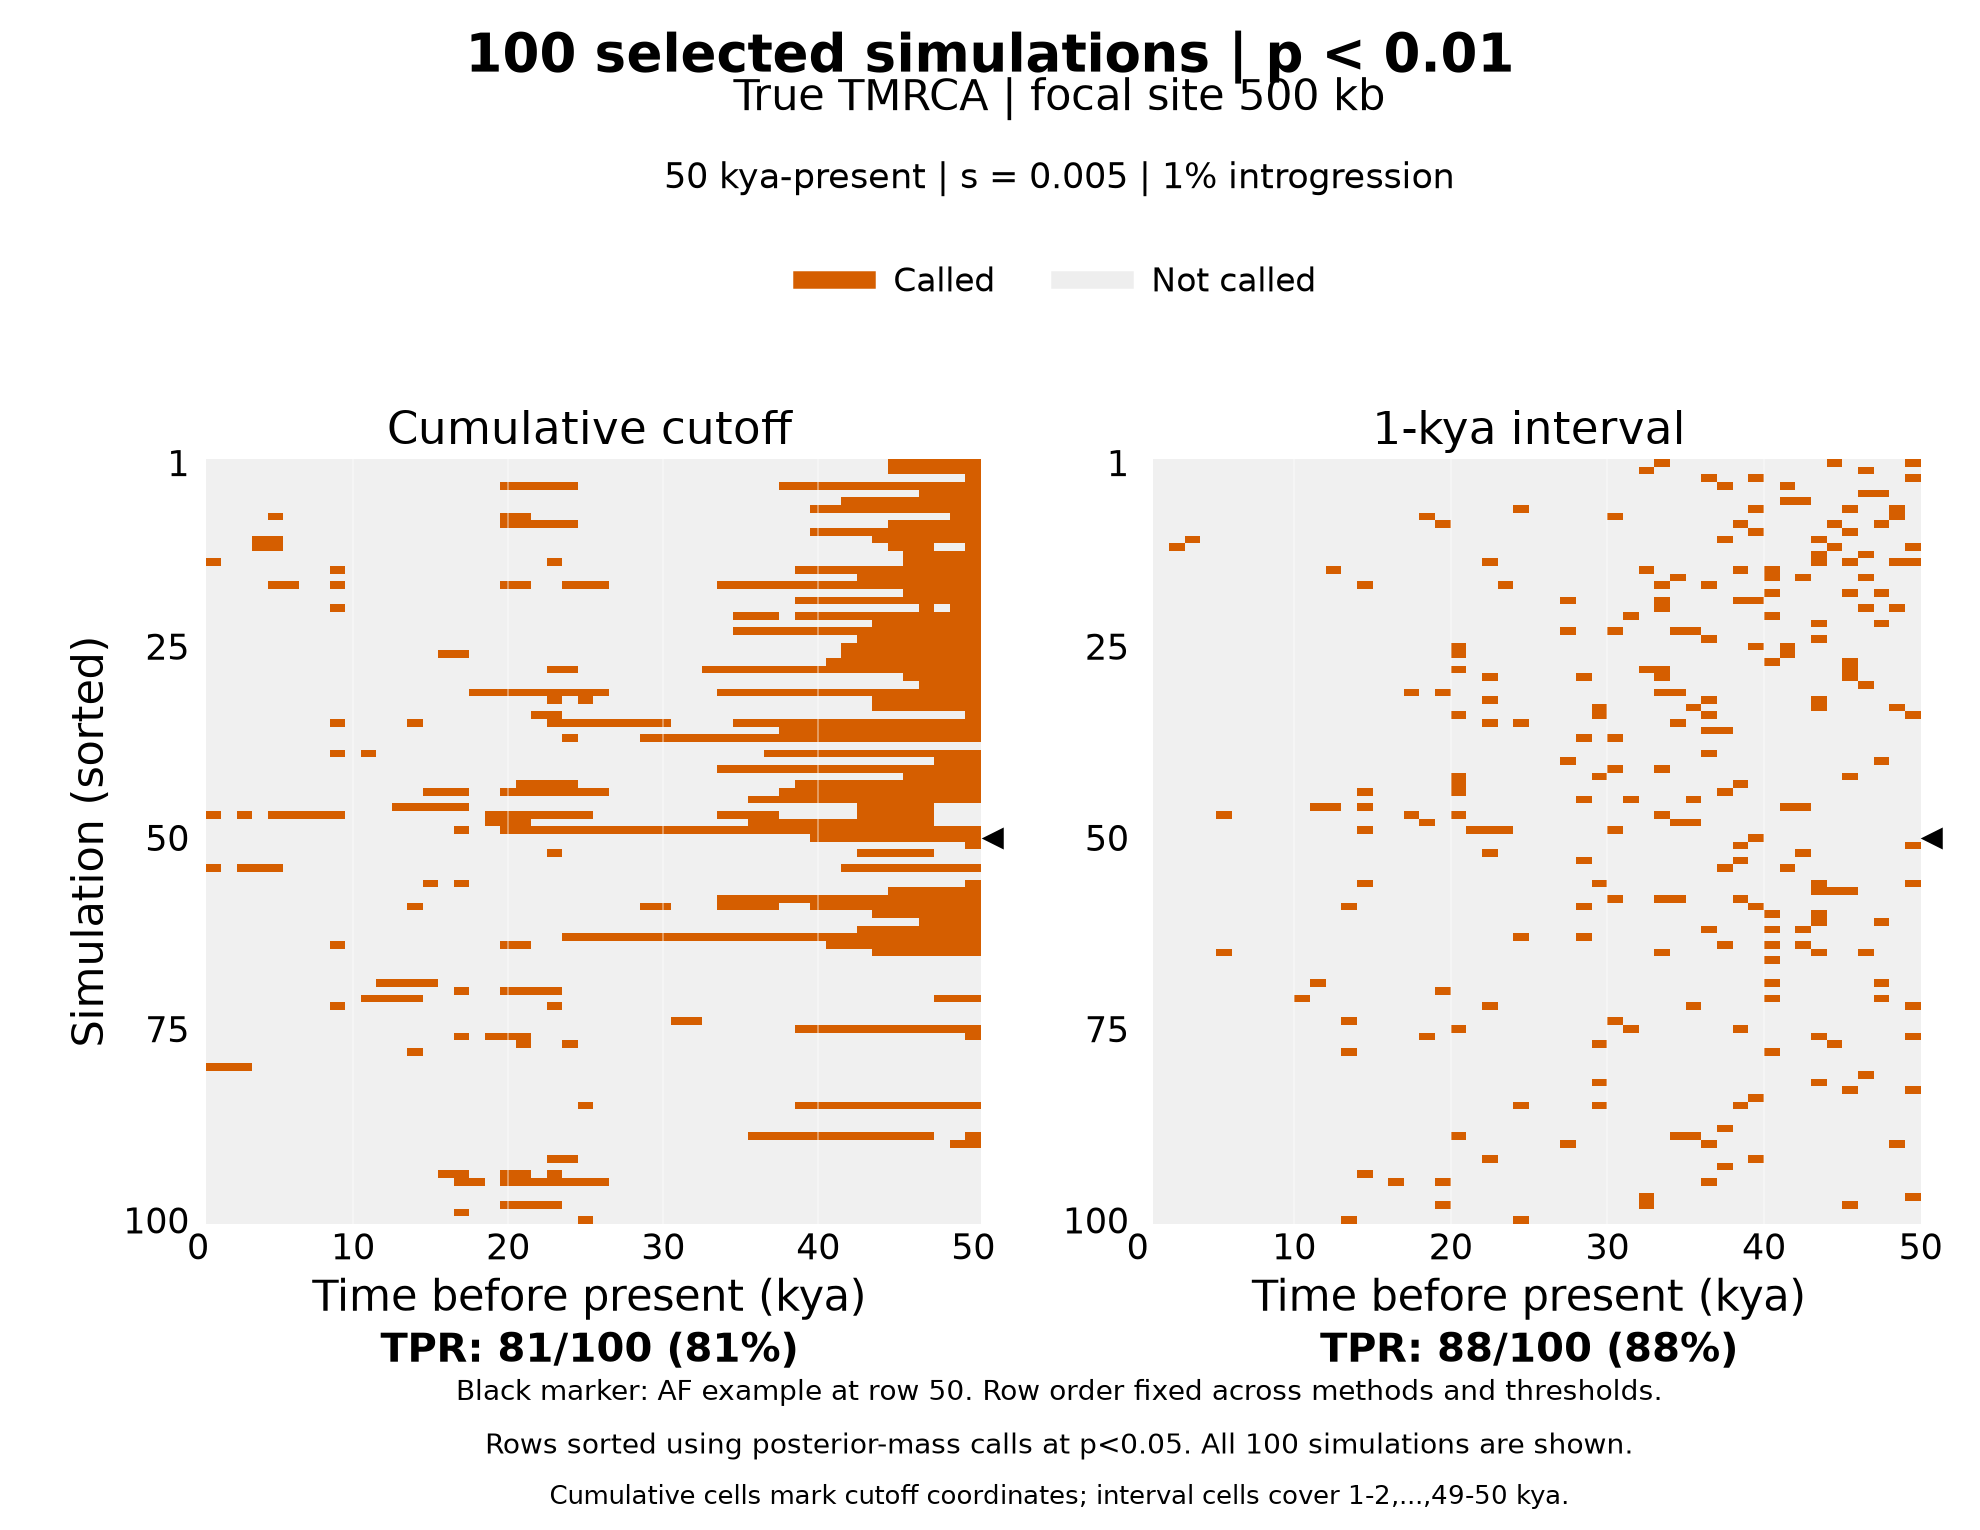 100 selected simulations | p < 0.01
True TMRCA | focal site 500 kb
50 kya-present | s = 0.005 | 1% introgression
Called Not called
Cumulative cutoff
1
25
50
75
100
Simulation (sorted)
0 10 20 30 40 50
Time before present (kya)
TPR: 81/100 (81%)
1-kya interval
1
25
50
75
100
0 10 20 30 40 50
Time before present (kya)
TPR: 88/100 (88%)
Black marker: AF example at row 50. Row order fixed across methods and thresholds.
Rows sorted using posterior-mass calls at p<0.05. All 100 simulations are shown.
Cumulative cells mark cutoff coordinates; interval cells cover 1-2,...,49-50 kya.